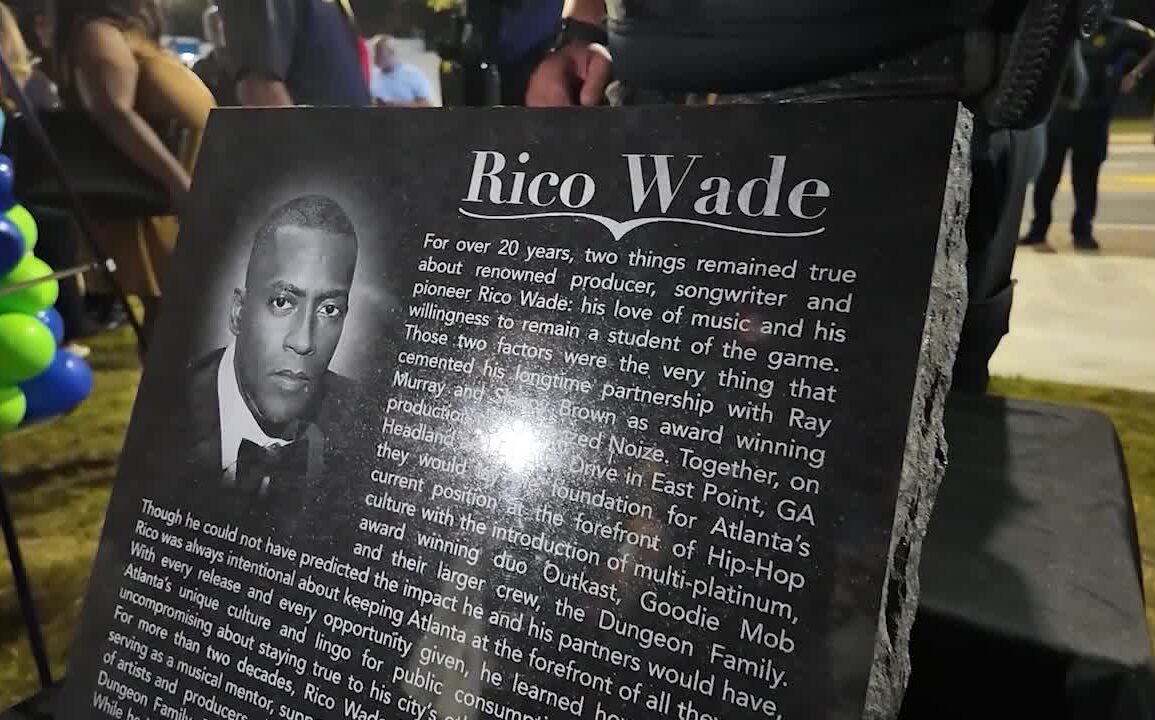 Rico Wade
For over 20 years, two things remained true
about renowned producer, songwriter and
pioneer Rico Wade: his love of music and his
willingness to remain a student of the game.
Those two factors were the very thing that
cemented his longtime partnership with Ray
Murray and Brown as award winning
production Noize. Together, on
Headland Drive in East Point, GA
they would foundation for Atlanta's
current position at the forefront of Hip-Hop
culture with the introduction of multi-platinum,
award winning duo Outkast, Goodie Mob
and their larger crew, the Dungeon Family.
Though he could not have predicted the impact he and his partners would have,
Rico was always intentional about keeping Atlanta at the forefront of all they
With every release and every opportunity given, he learned
Atlanta's unique culture and lingo for public
uncompromising about staying true to his city's
For more than two decades, Rico Wade
serving as a musical mentor,
of artists and producers
Dungeon Family
While